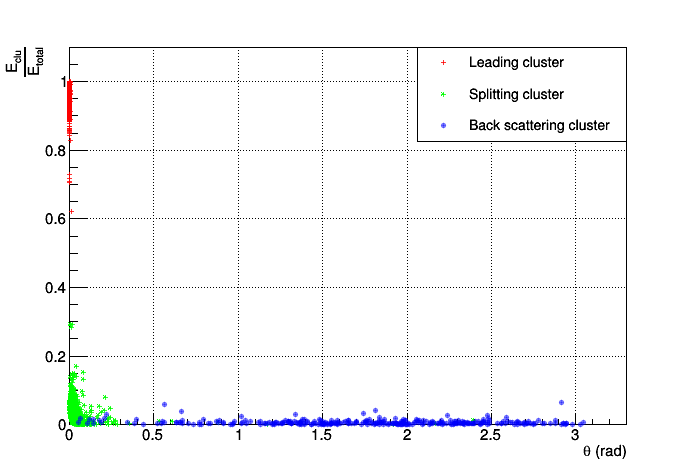 E_clu
E_total
Leading cluster
Splitting cluster
Back scattering cluster
1
0.8
0.6
0.4
0.2
0
0 0.5 1 1.5 2 2.5 3
θ (rad)